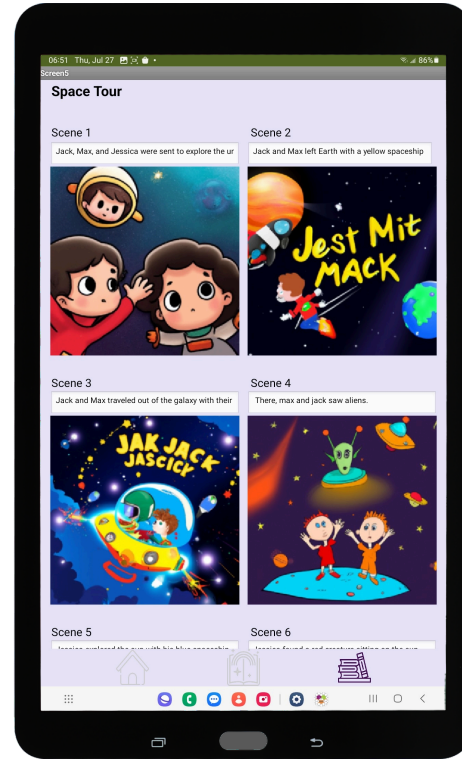 06:51 Thu, Jul 27
86%
Screen5
Space Tour
Scene 1
Scene 2
Jack, Max, and Jessica were sent to explore the ur
Jack and Max left Earth with a yellow spaceship
Jest Mit
MACK
Scene 3
Scene 4
Jack and Max traveled out of the galaxy with their
There, max and jack saw aliens.
JAK JACK
JASCICK
Scene 5
Scene 6